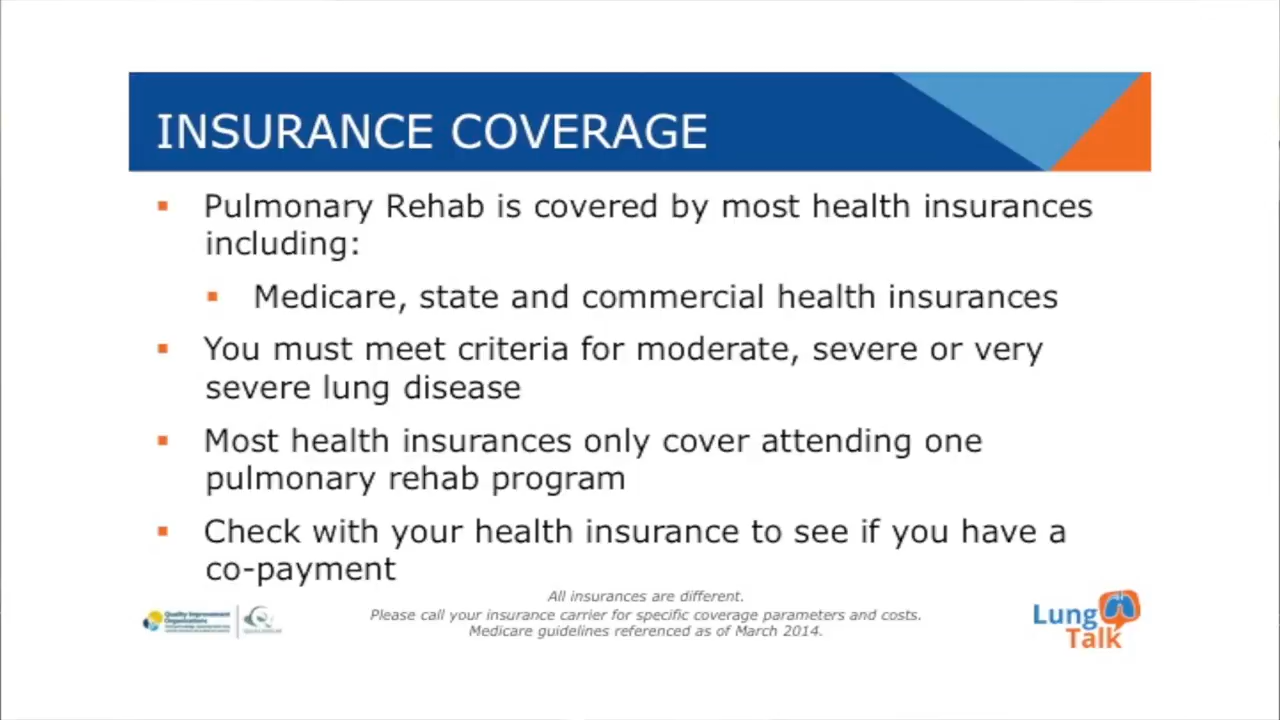 INSURANCE COVERAGE
▪ Pulmonary Rehab is covered by most health insurances
including:
▪ Medicare, state and commercial health insurances
▪ You must meet criteria for moderate, severe or very
severe lung disease
▪ Most health insurances only cover attending one
pulmonary rehab program
▪ Check with your health insurance to see if you have a
co-payment
All insurances are different.
Please call your insurance carrier for specific coverage parameters and costs.
Medicare guidelines referenced as of March 2014.
Quality Improvement
Organizations
Lung
Talk